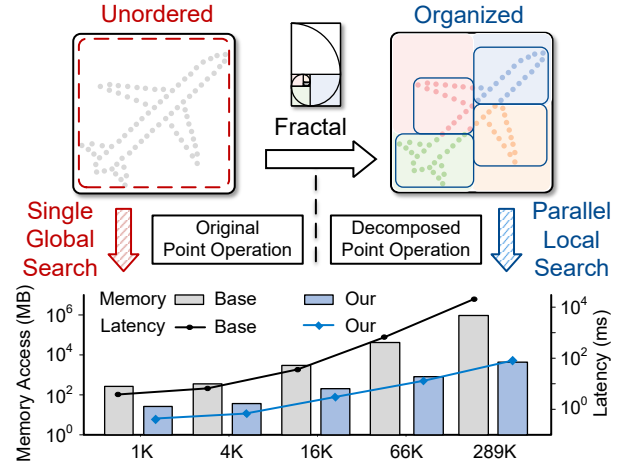 Unordered
Organized
Fractal
Single
Global
Search
Original
Point Operation
Decomposed
Point Operation
Parallel
Local
Search
Memory Access (MB)
10^6
10^4
10^2
10^0
Memory Base Our
Latency Base Our
10^4
10^2
10^0
Latency (ms)
1K 4K 16K 66K 289K